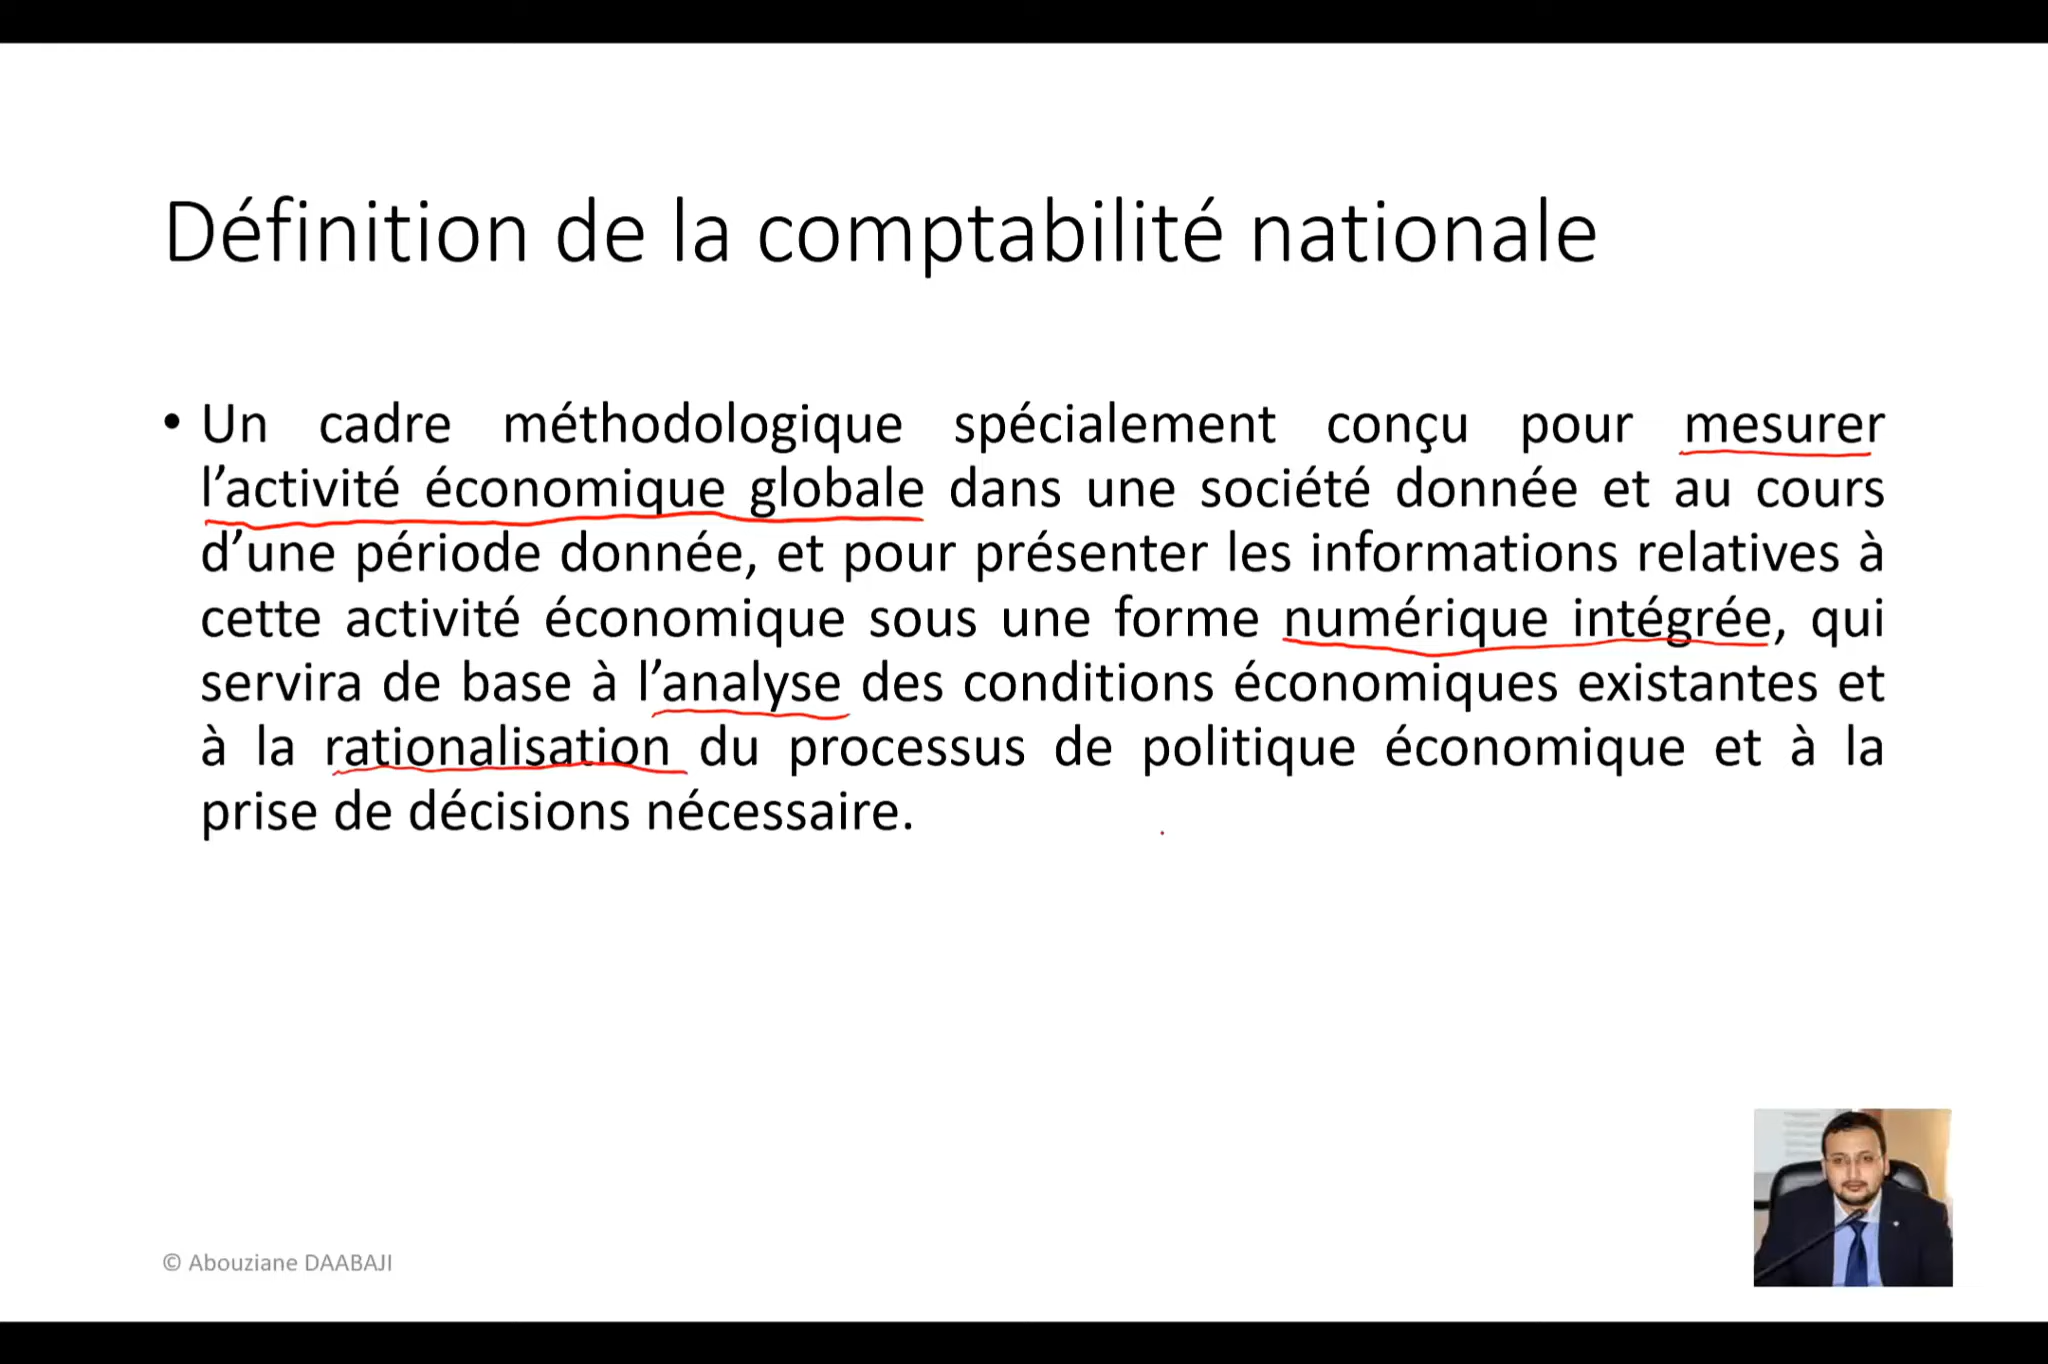 Définition de la comptabilité nationale
• Un cadre méthodologique spécialement conçu pour mesurer
l’activité économique globale dans une société donnée et au cours
d’une période donnée, et pour présenter les informations relatives à
cette activité économique sous une forme numérique intégrée, qui
servira de base à l’analyse des conditions économiques existantes et
à la rationalisation du processus de politique économique et à la
prise de décisions nécessaire.
© Abouziane DAABAJI